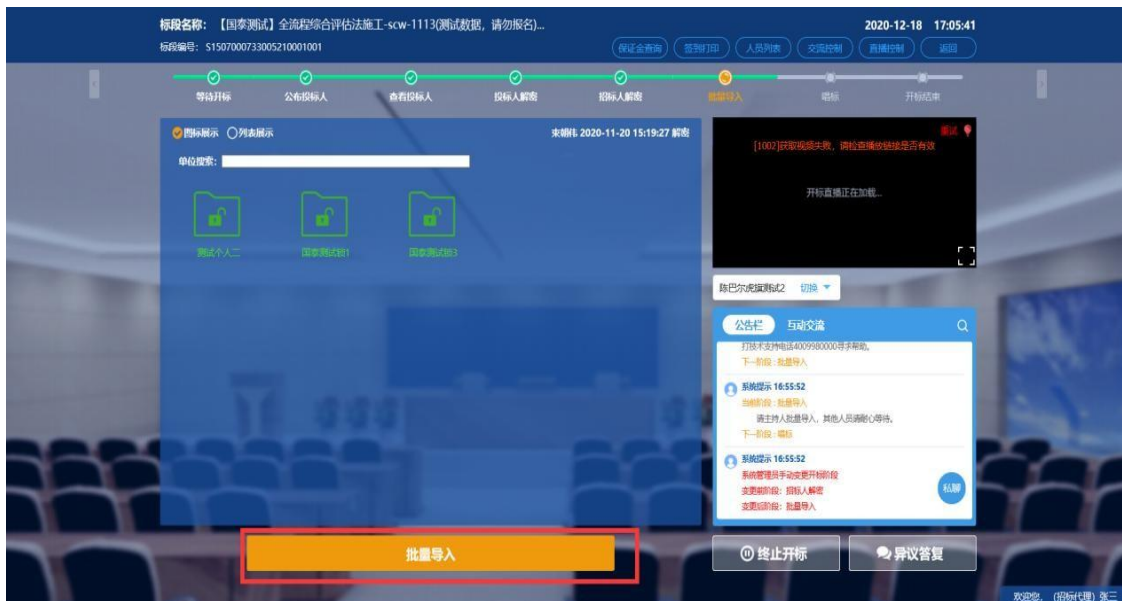 标段名称：【国泰测试】全流程综合评估法施工-scw-1113(测试数据，请勿报名)...
2020-12-18 17:05:41
标段编号：S1507000733005210001001
保证金查询 签到打印 人员列表 交流控制 直播控制 返回
等待开标 公布投标人 查看投标人 投标人解密 招标人解密 批量导入 唱标 开标结束
图标展示 列表展示
束朝伟 2020-11-20 15:19:27 解密
单位搜索：
测试个人二 国泰测试锁1 国泰测试锁3
重试
[1002]获取视频失败，请检查播放链接是否有效
开标直播正在加载...
陈巴尔虎旗测试2 切换
公告栏 互动交流
打技术支持电话4009980000寻求帮助。
下一阶段：批量导入
系统提示 16:55:52
当前阶段：批量导入
请主持人批量导入，其他人员请耐心等待。
下一阶段：唱标
系统提示 16:55:52
系统管理员手动变更开标阶段
变更前阶段：招标人解密
变更后阶段：批量导入
私聊
批量导入
终止开标 异议答复
欢迎您，(招标代理) 张三